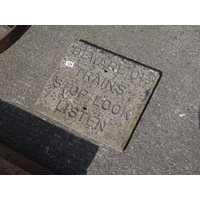 BEWARE OF
TRAINS
STOP LOOK
LISTEN